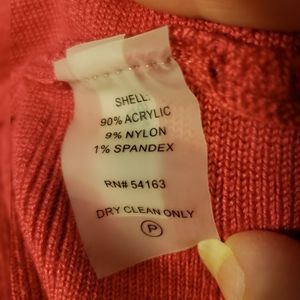 SHELL:
90% ACRYLIC
9% NYLON
1% SPANDEX
RN# 54163
DRY CLEAN ONLY
P